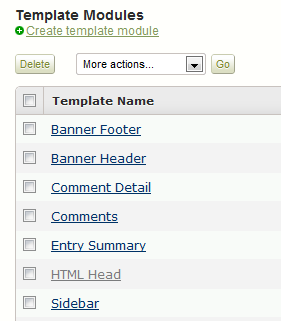 Template Modules
Create template module
Delete More actions... Go
Template Name
Banner Footer
Banner Header
Comment Detail
Comments
Entry Summary
HTML Head
Sidebar